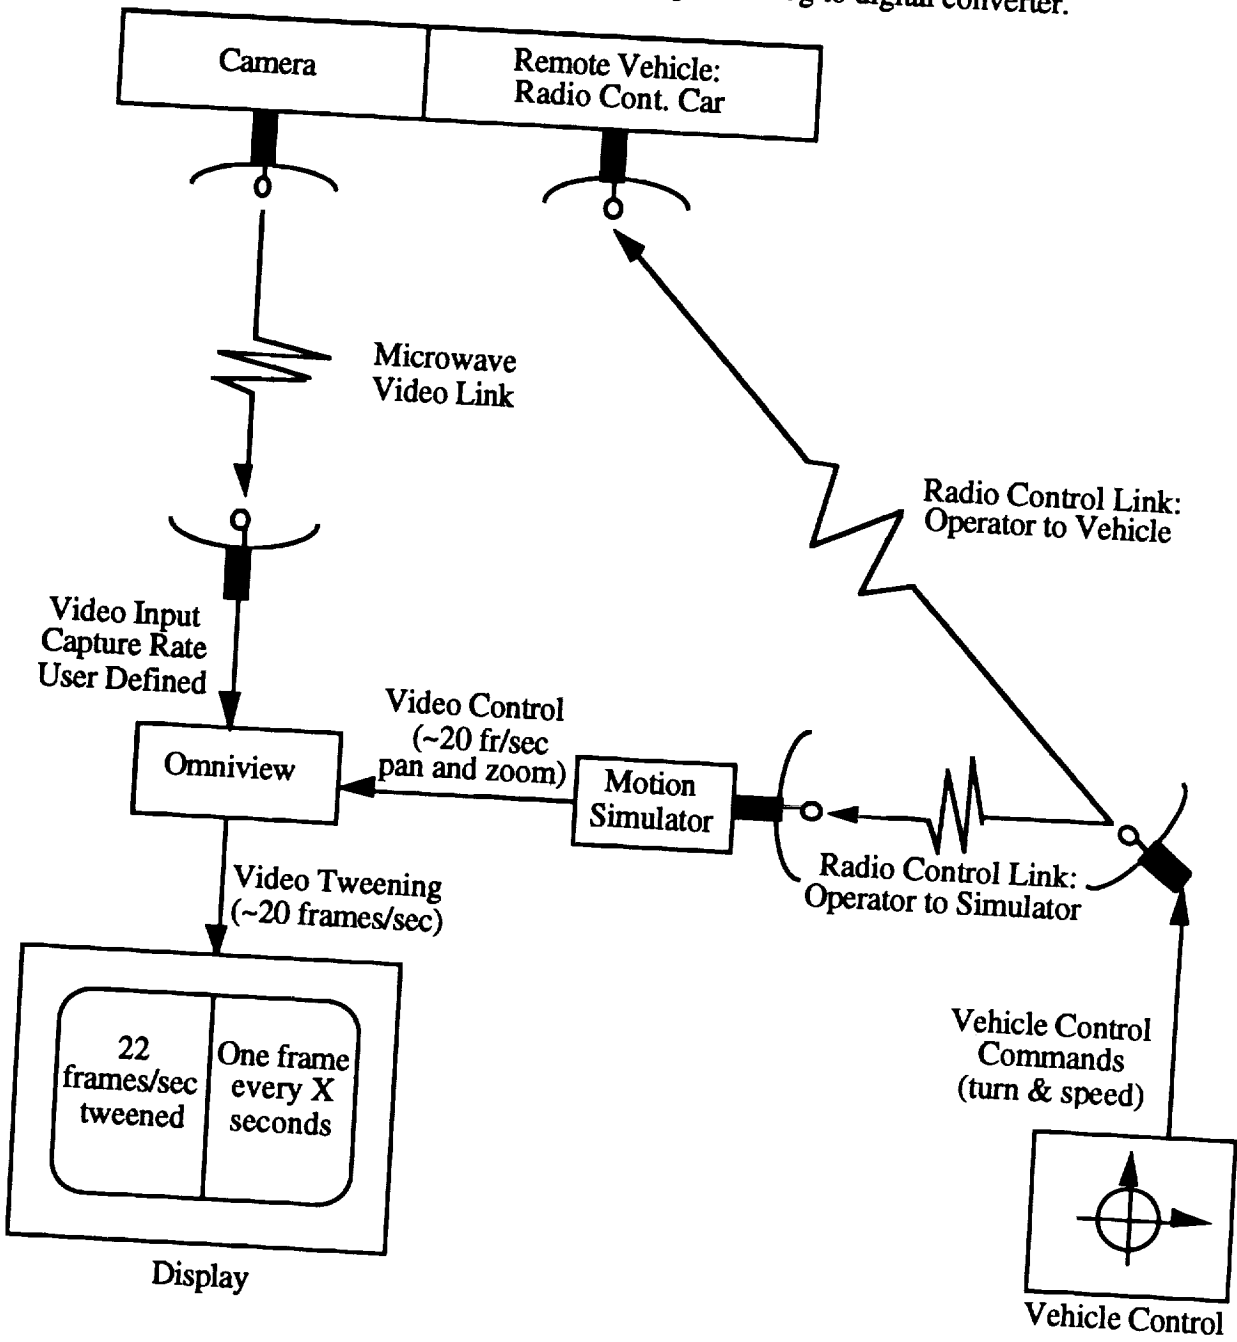 to digital converter.
Camera
Remote Vehicle:
Radio Cont. Car
Microwave
Video Link
Radio Control Link:
Operator to Vehicle
Video Input
Capture Rate
User Defined
Video Control
(~20 fr/sec
pan and zoom)
Omniview
Motion
Simulator
Radio Control Link:
Operator to Simulator
Video Tweening
(~20 frames/sec)
22
frames/sec
tweened
One frame
every X
seconds
Vehicle Control
Commands
(turn & speed)
Display
Vehicle Control